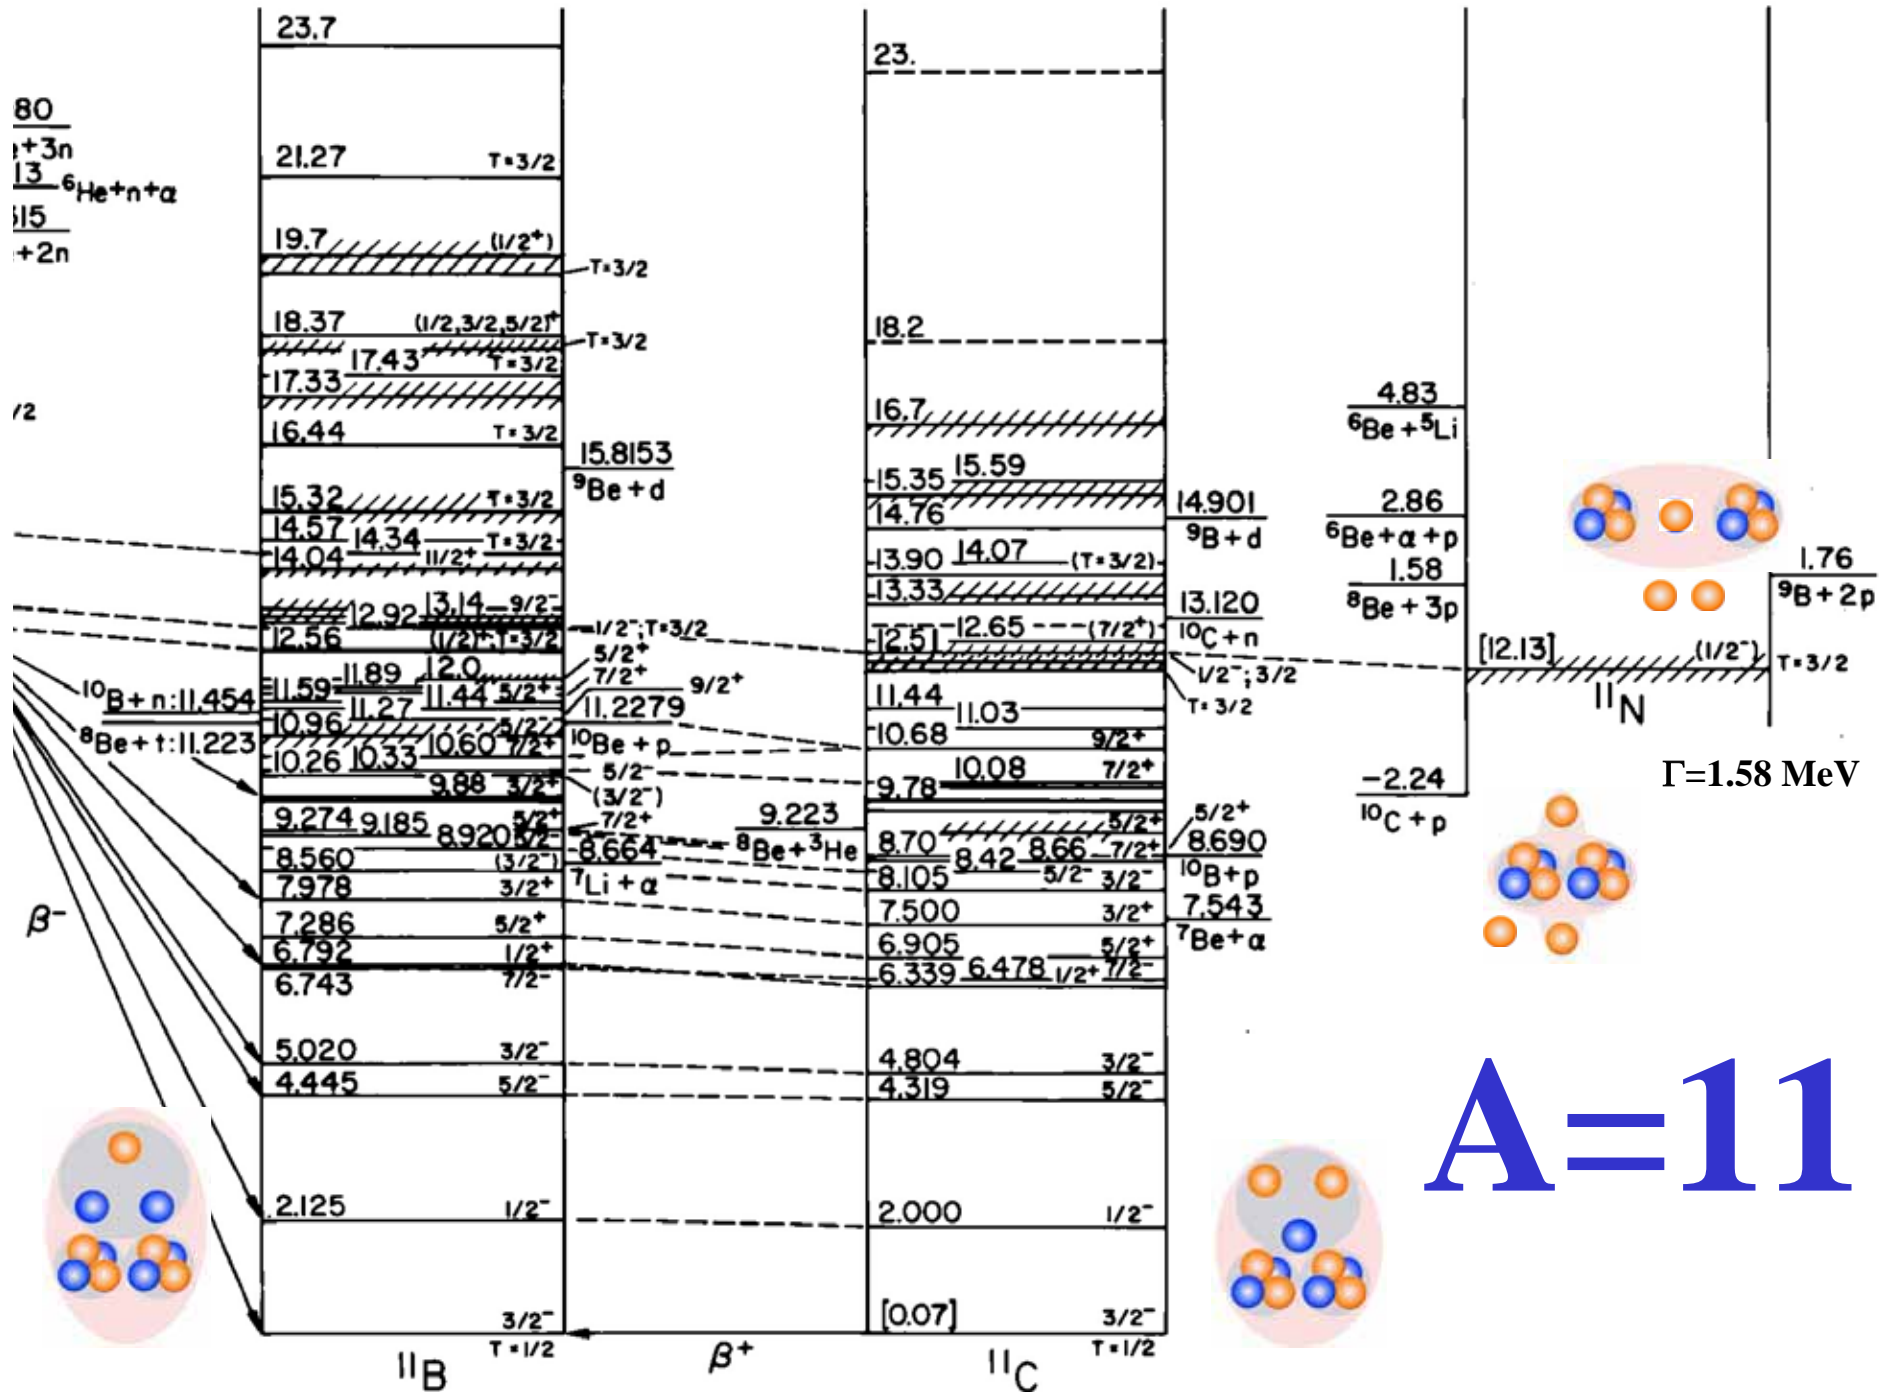 23.7
80
e+3n
13 ⁶He+n+α
615
+2n
/2
21.27 T=3/2
19.7 (1/2⁺)
T=3/2
18.37 (1/2,3/2,5/2)⁺
T=3/2
17.43 T=3/2
17.33
16.44 T=3/2
15.8153
⁹Be+d
15.32 T=3/2
14.57
14.34 T=3/2
14.04 11/2⁺
13.14 9/2⁻
12.92
1/2⁻;T=3/2
12.56 (1/2)⁺;T=3/2
5/2⁺
11.89 12.0
7/2⁺
11.59 11.44 5/2⁺
9/2⁺
¹⁰B+n:11.454
11.27
10.96 5/2⁻
11.2279
¹⁰Be+p
⁸Be+t:11.223
10.60 7/2⁺
10.26 10.33
5/2⁻
9.88 3/2⁺
(3/2⁻)
9.274 9.185 5/2⁺
7/2⁺
8.920 5/2⁻
8.664
⁷Li+α
8.560 (3/2⁻)
7.978 3/2⁺
7.286 5/2⁺
6.792 1/2⁺
6.743 7/2⁻
β⁻
5.020 3/2⁻
4.445 5/2⁻
2.125 1/2⁻
3/2⁻
T=1/2
¹¹B
β⁺
23.
18.2
16.7
15.59
15.35
14.901
⁹B+d
14.76
14.07 (T=3/2)
13.90
13.33
13.120
¹⁰C+n
12.65 (7/2⁺)
12.51
1/2⁻;3/2
T=3/2
11.44
11.03
10.68 9/2⁺
10.08 7/2⁺
9.78
9.223
⁸Be+³He
5/2⁺
5/2⁺
8.70 8.66 7/2⁺
8.690
¹⁰B+p
8.42 5/2⁻
8.105 3/2⁻
7.543
⁷Be+α
7.500 3/2⁺
6.905 5/2⁺
6.478 1/2⁺ 7/2⁻
6.339
4.804 3/2⁻
4.319 5/2⁻
2.000 1/2⁻
[0.07] 3/2⁻
T=1/2
¹¹C
4.83
⁶Be+⁵Li
2.86
⁶Be+α+p
1.58
⁸Be+3p
1.76
⁹B+2p
[12.13] (1/2⁻)
T=3/2
¹¹N
-2.24
¹⁰C+p
Γ=1.58 MeV
A=11